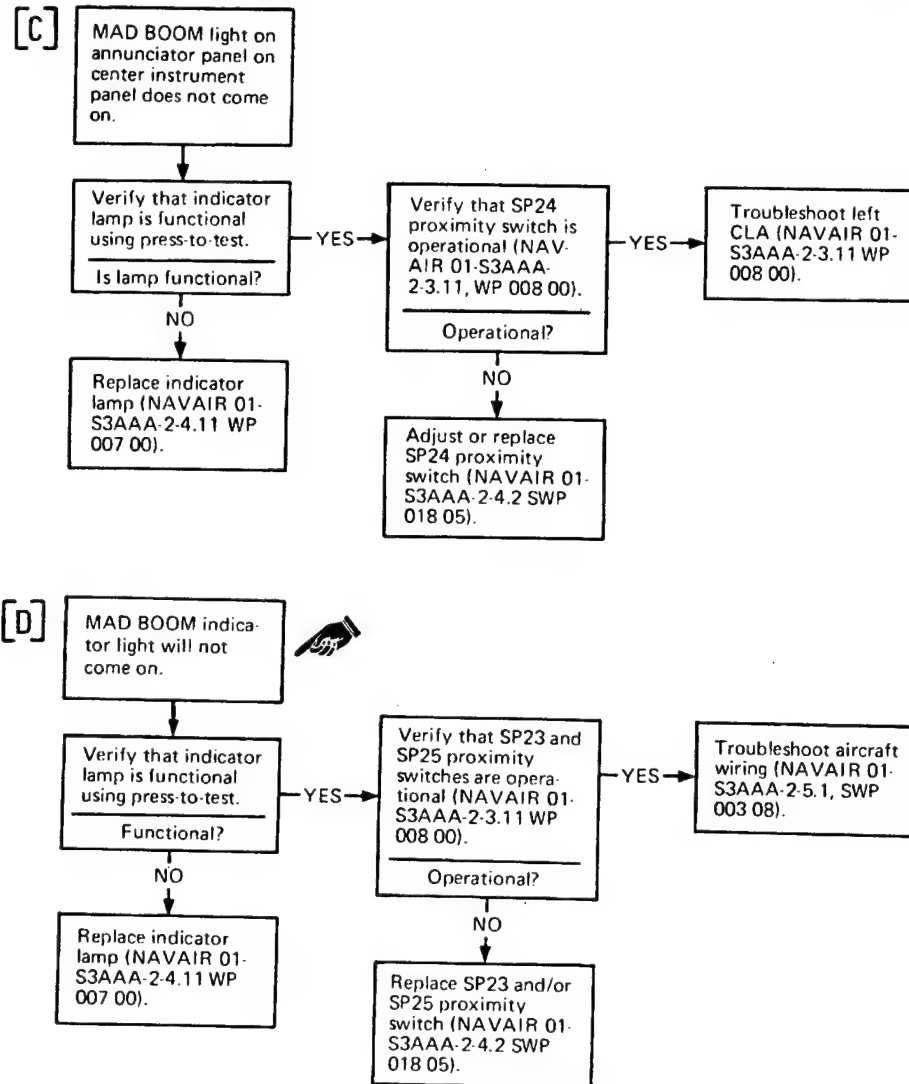 [C]
MAD BOOM light on
annunciator panel on
center instrument
panel does not come
on.
Verify that indicator
lamp is functional
using press-to-test.
Is lamp functional?
YES
Verify that SP24
proximity switch is
operational (NAV-
AIR 01-S3AAA-
2-3.11, WP 008 00).
Operational?
YES
Troubleshoot left
CLA (NAVAIR 01-
S3AAA-2-3.11 WP
008 00).
NO
Replace indicator
lamp (NAVAIR 01-
S3AAA-2-4.11 WP
007 00).
NO
Adjust or replace
SP24 proximity
switch (NAVAIR 01-
S3AAA-2-4.2 SWP
018 05).
[D]
MAD BOOM indica-
tor light will not
come on.
Verify that indicator
lamp is functional
using press-to-test.
Functional?
YES
Verify that SP23 and
SP25 proximity
switches are opera-
tional (NAVAIR 01-
S3AAA-2-3.11 WP
008 00).
Operational?
YES
Troubleshoot aircraft
wiring (NAVAIR 01-
S3AAA-2-5.1, SWP
003 08).
NO
Replace indicator
lamp (NAVAIR 01-
S3AAA-2-4.11 WP
007 00).
NO
Replace SP23 and/or
SP25 proximity
switch (NAVAIR 01-
S3AAA-2-4.2 SWP
018 05).